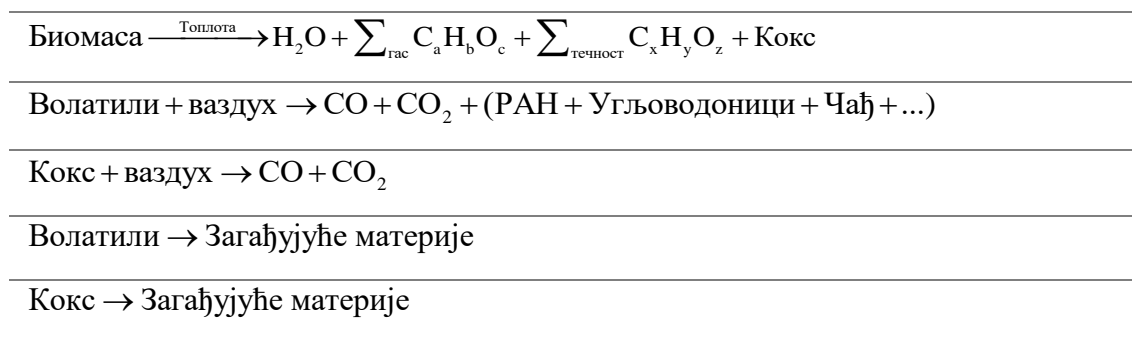 Биомаса \xrightarrow{Топлота} H₂O + ∑_{гас} CₐH_bO_c + ∑_{течност} CₓH_yO_z + Кокс
Волатили + ваздух → CO + CO₂ + (PAH + Угљоводоници + Чађ + ...)
Кокс + ваздух → CO + CO₂
Волатили → Загађујуће материје
Кокс → Загађујуће материје